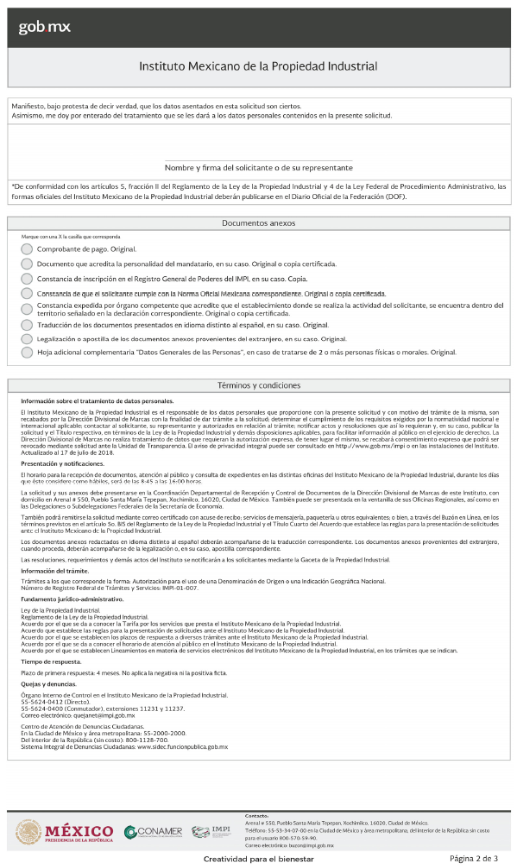 gob.mx
Instituto Mexicano de la Propiedad Industrial
Manifiesto, bajo protesta de decir verdad, que los datos asentados en esta solicitud son ciertos.
Asimismo, me doy por enterado del tratamiento que se les dará a los datos personales contenidos en la presente solicitud.
Nombre y firma del solicitante o de su representante
*De conformidad con los artículos 5, fracción II del Reglamento de la Ley de la Propiedad Industrial y 4 de la Ley Federal de Procedimiento Administrativo, las
formas oficiales del Instituto Mexicano de la Propiedad Industrial deberán publicarse en el Diario Oficial de la Federación (DOF).
Documentos anexos
Marque con una X la casilla que corresponda
Comprobante de pago. Original.
Documento que acredita la personalidad del mandatario, en su caso. Original o copia certificada.
Constancia de inscripción en el Registro General de Poderes del IMPI, en su caso. Copia.
Constancia de que el solicitante cumple con la Norma Oficial Mexicana correspondiente. Original o copia certificada.
Constancia expedida por órgano competente que acredite que el establecimiento donde se realiza la actividad del solicitante, se encuentra dentro del
territorio señalado en la declaración correspondiente. Original o copia certificada.
Traducción de los documentos presentados en idioma distinto al español, en su caso. Original.
Legalización o apostilla de los documentos anexos provenientes del extranjero, en su caso. Original.
Hoja adicional complementaria "Datos Generales de las Personas", en caso de tratarse de 2 o más personas físicas o morales. Original.
Términos y condiciones
Información sobre el tratamiento de datos personales.
El Instituto Mexicano de la Propiedad Industrial es el responsable de los datos personales que proporcione con la presente solicitud y con motivo del trámite de la misma, son
recabados por la Dirección Divisional de Marcas con la finalidad de dar trámite a la solicitud; determinar el cumplimiento de los requisitos exigidos por la normatividad nacional e
internacional aplicable contactar al solicitante, su representante y autorizados en relación al trámite; notificar actos y resoluciones que así lo requieran y, en su caso, publicar la
solicitud y el Título respectivo, en términos de la Ley de la Propiedad Industrial y demás disposiciones aplicables, para facilitar información al público en el ejercicio de derechos. La
Dirección Divisional de Marcas no realiza tratamiento de datos que requieran la autorización expresa, de tener lugar el mismo, se recabará consentimiento expreso que podrá ser
revocado mediante solicitud ante la Unidad de Transparencia. El aviso de privacidad integral puede ser consultado en http://www.gob.mx/impi o en las instalaciones del Instituto.
Actualizado al 17 de julio de 2018.
Presentación y notificaciones.
El horario para la recepción de documentos, atención al público y consulta de expedientes en las distintas oficinas del Instituto Mexicano de la Propiedad Industrial, durante los días
que éste considere como hábiles, será de las 8:45 a las 16:00 horas.
La solicitud y sus anexos debe presentarse en la Coordinación Departamental de Recepción y Control de Documentos de la Dirección Divisional de Marcas de este Instituto, con
domicilio en Arenal # 550, Pueblo Santa María Tepepan, Xochimilco, 16020, Ciudad de México. También puede ser presentada en la ventanilla de sus Oficinas Regionales, así como en
las Delegaciones o Subdelegaciones Federales de la Secretaría de Economía.
También podrá remitirse la solicitud mediante correo certificado con acuse de recibo; servicios de mensajería, paquetería u otros equivalentes; o bien, a través del Buzón en Línea, en los
términos previstos en el artículo 5o. BIS del Reglamento de la Ley de la Propiedad Industrial y el Título Cuarto del Acuerdo que establece las reglas para la presentación de solicitudes
ante el Instituto Mexicano de la Propiedad Industrial.
Los documentos anexos redactados en idioma distinto al español deberán acompañarse de la traducción correspondiente. Los documentos anexos provenientes del extranjero,
cuando proceda, deberán acompañarse de la legalización o, en su caso, apostilla correspondiente.
Las resoluciones, requerimientos y demás actos del Instituto se notificarán a los solicitantes mediante la Gaceta de la Propiedad Industrial.
Información del trámite.
Trámites a los que corresponde la forma: Autorización para el uso de una Denominación de Origen o una Indicación Geográfica Nacional.
Número de Registro Federal de Trámites y Servicios: IMPI-01-007.
Fundamento jurídico-administrativo.
Ley de la Propiedad Industrial.
Reglamento de la Ley de la Propiedad Industrial.
Acuerdo por el que se da a conocer la Tarifa por los servicios que presta el Instituto Mexicano de la Propiedad Industrial.
Acuerdo que establece las reglas para la presentación de solicitudes ante el Instituto Mexicano de la Propiedad Industrial.
Acuerdo por el que se establecen los plazos de respuesta a diversos trámites ante el Instituto Mexicano de la Propiedad Industrial.
Acuerdo por el que se da a conocer el horario de atención al público en el Instituto Mexicano de la Propiedad Industrial.
Acuerdo por el que se establecen Lineamientos en materia de servicios electrónicos del Instituto Mexicano de la Propiedad Industrial, en los trámites que se indican.
Tiempo de respuesta.
Plazo de primera respuesta: 4 meses. No aplica la negativa ni la positiva ficta.
Quejas y denuncias.
Órgano Interno de Control en el Instituto Mexicano de la Propiedad Industrial.
55-5624-0412 (Directo).
55-5624-0400 (Conmutador), extensiones 11231 y 11237.
Correo electrónico: quejanet@impi.gob.mx
Centro de Atención de Denuncias Ciudadanas.
En la Ciudad de México y área metropolitana: 55-2000-2000.
Del interior de la República (sin costo): 800-1128-700.
Sistema Integral de Denuncias Ciudadanas: www.sidec.funcionpublica.gob.mx
MÉXICO
PRESIDENCIA DE LA REPÚBLICA
CONAMER
IMPI
Contacto.
Arenal # 550, Pueblo Santa María Tepepan, Xochimilco, 16020, Ciudad de México.
Teléfono: 55-53-34-07-00 en la Ciudad de México y área metropolitana, del interior de la República sin costo
para el usuario 800-570-59-90.
Correo electrónico: buzon@impi.gob.mx
Creatividad para el bienestar
Página 2 de 3